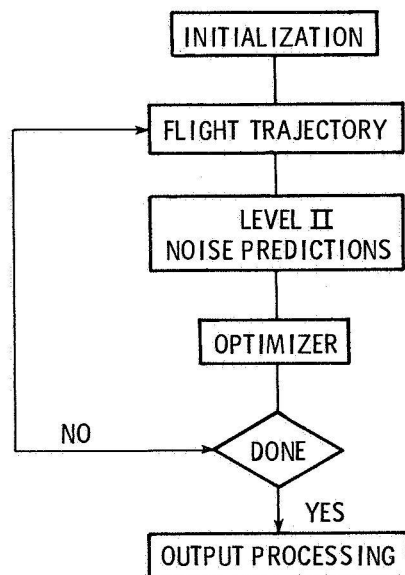 INITIALIZATION
FLIGHT TRAJECTORY
LEVEL II
NOISE PREDICTIONS
OPTIMIZER
NO
DONE
YES
OUTPUT PROCESSING